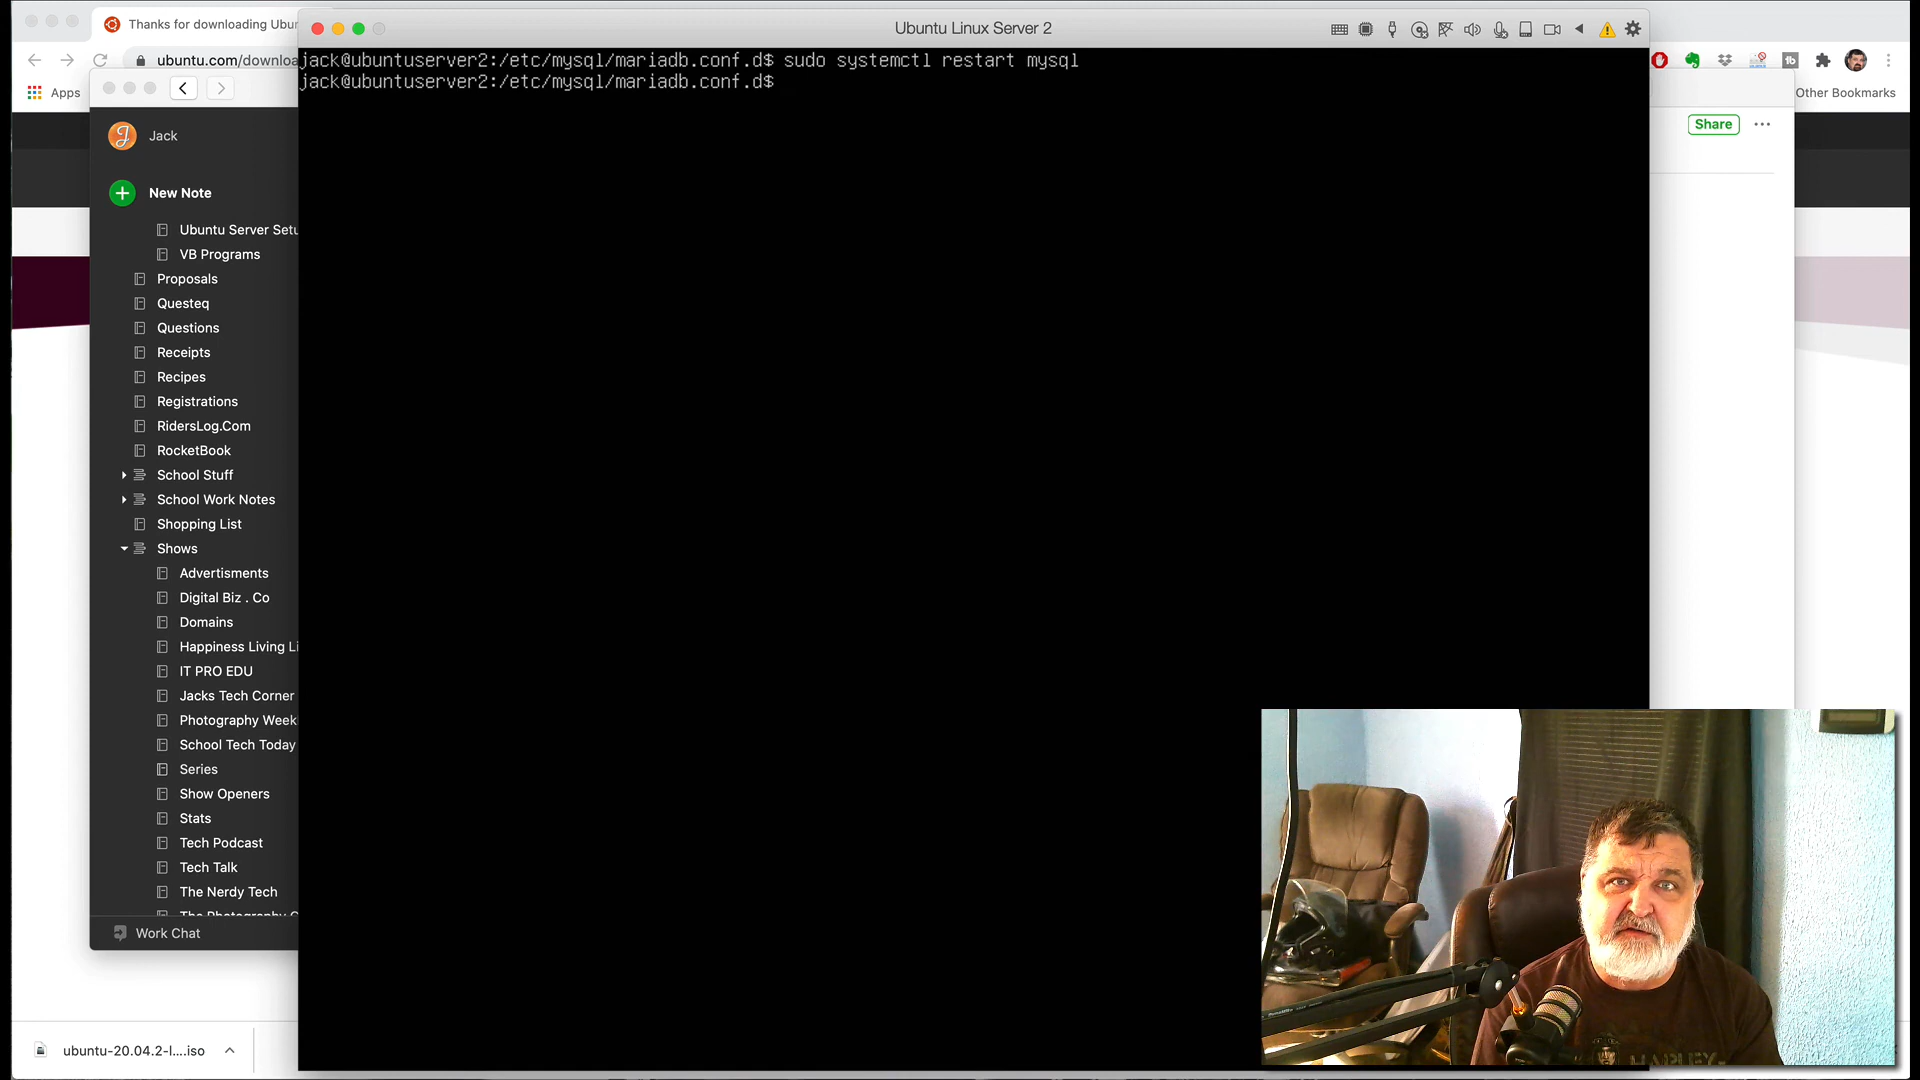 Thanks for downloading Ubu
ubuntu.com/downloa
Apps
Other Bookmarks
Ubuntu Linux Server 2
jack@ubuntuserver2:/etc/mysql/mariadb.conf.d$ sudo systemctl restart mysql
jack@ubuntuserver2:/etc/mysql/mariadb.conf.d$
Share
Jack
New Note
Ubuntu Server Setu
VB Programs
Proposals
Questeq
Questions
Receipts
Recipes
Registrations
RidersLog.Com
RocketBook
School Stuff
School Work Notes
Shopping List
Shows
Advertisments
Digital Biz . Co
Domains
Happiness Living Li
IT PRO EDU
Jacks Tech Corner
Photography Week
School Tech Today
Series
Show Openers
Stats
Tech Podcast
Tech Talk
The Nerdy Tech
Work Chat
ubuntu-20.04.2-l....iso